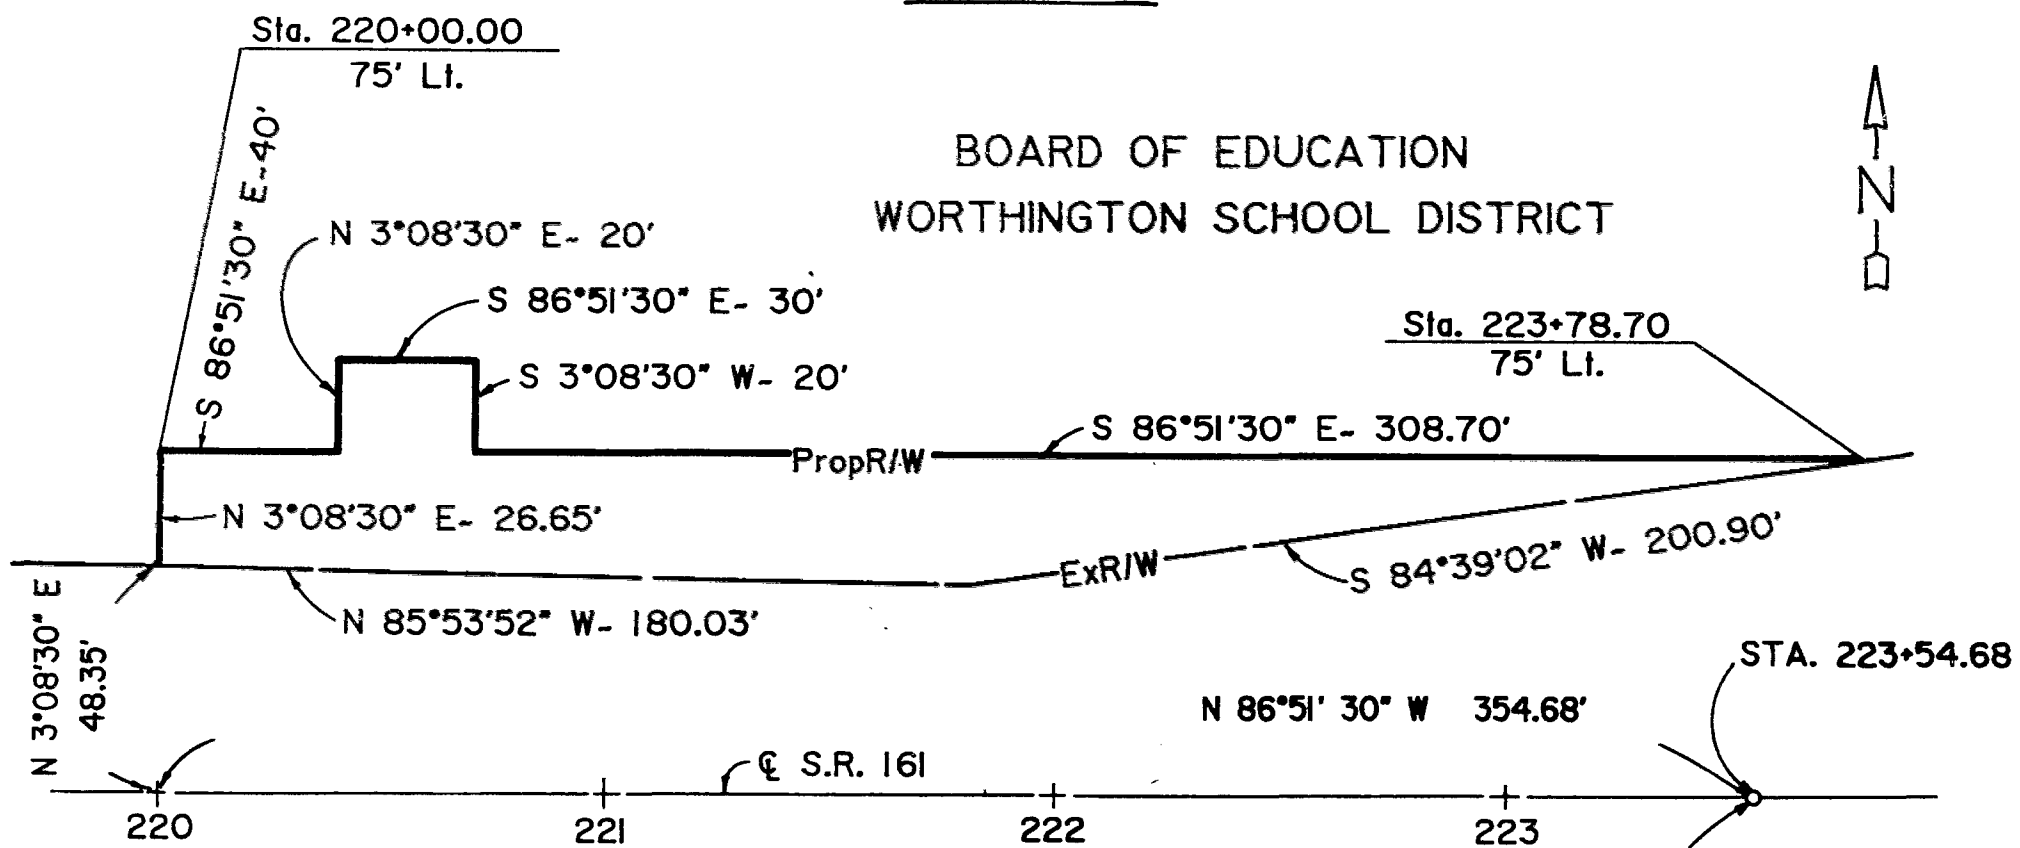 Sta. 220+00.00
75' Lt.
S 86°51'30" E-40'
BOARD OF EDUCATION
WORTHINGTON SCHOOL DISTRICT
N
N 3°08'30" E- 20'
S 86°51'30" E- 30'
S 3°08'30" W- 20'
Sta. 223+78.70
75' Lt.
S 86°51'30" E- 308.70'
PropR/W
N 3°08'30" E- 26.65'
ExR/W
S 84°39'02" W- 200.90'
N 85°53'52" W- 180.03'
N 3°08'30" E
48.35'
STA. 223+54.68
N 86°51' 30" W 354.68'
℄ S.R. 161
220
221
222
223